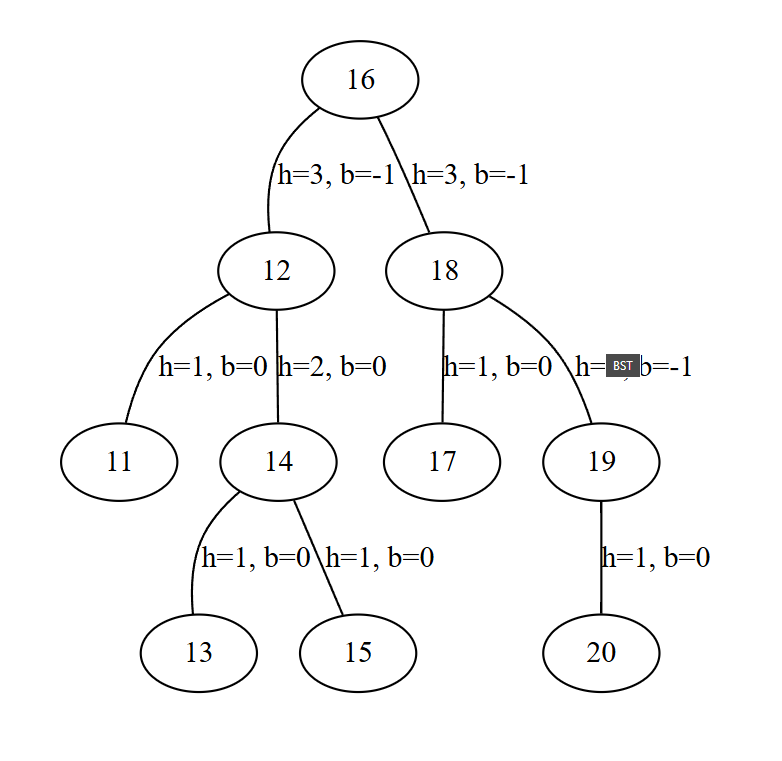 16
h=3, b=-1 h=3, b=-1
12 18
h=1, b=0 h=2, b=0 h=1, b=0 h= BST b=-1
11 14 17 19
h=1, b=0 h=1, b=0 h=1, b=0
13 15 20